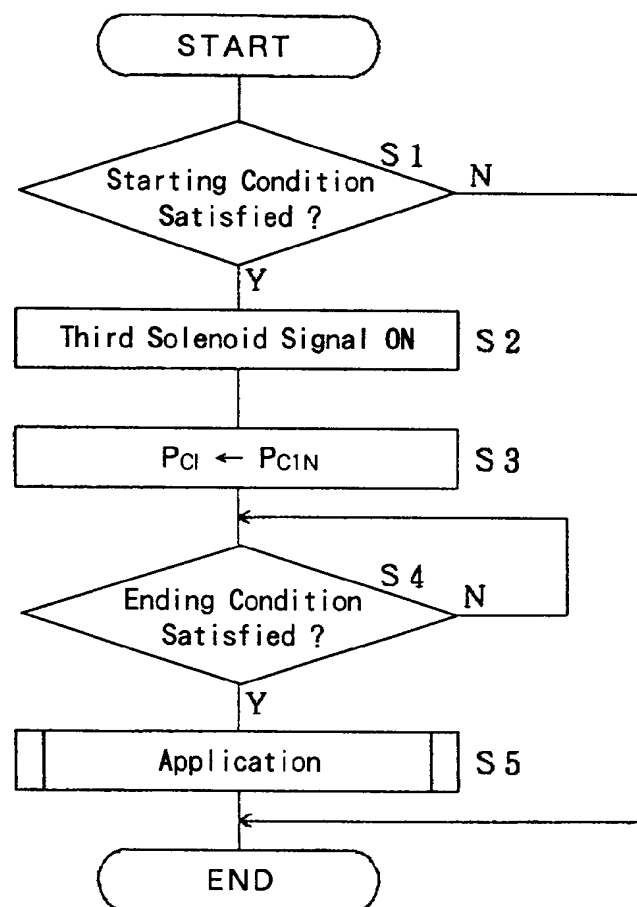 START
S1
Starting Condition
Satisfied ?
N
Y
Third Solenoid Signal ON
S2
PCI ← PC1N
S3
S4
Ending Condition
Satisfied ?
N
Y
Application
S5
END